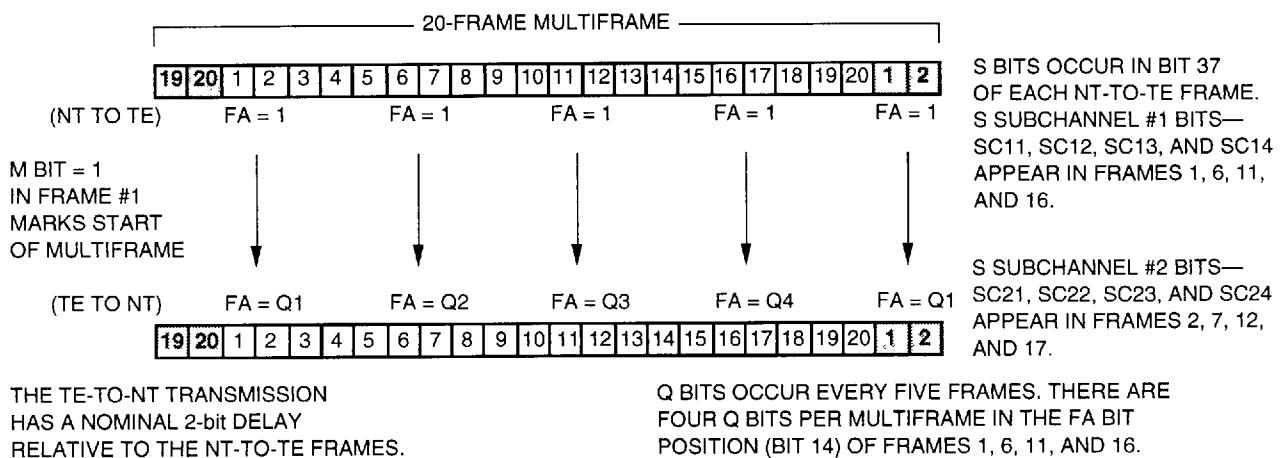 20-FRAME MULTIFRAME
19 20 1 2 3 4 5 6 7 8 9 10 11 12 13 14 15 16 17 18 19 20 1 2
(NT TO TE) FA = 1 FA = 1 FA = 1 FA = 1 FA = 1
S BITS OCCUR IN BIT 37
OF EACH NT-TO-TE FRAME.
S SUBCHANNEL #1 BITS—
SC11, SC12, SC13, AND SC14
APPEAR IN FRAMES 1, 6, 11,
AND 16.
M BIT = 1
IN FRAME #1
MARKS START
OF MULTIFRAME
S SUBCHANNEL #2 BITS—
SC21, SC22, SC23, AND SC24
APPEAR IN FRAMES 2, 7, 12,
AND 17.
(TE TO NT) FA = Q1 FA = Q2 FA = Q3 FA = Q4 FA = Q1
19 20 1 2 3 4 5 6 7 8 9 10 11 12 13 14 15 16 17 18 19 20 1 2
THE TE-TO-NT TRANSMISSION
HAS A NOMINAL 2-bit DELAY
RELATIVE TO THE NT-TO-TE FRAMES.
Q BITS OCCUR EVERY FIVE FRAMES. THERE ARE
FOUR Q BITS PER MULTIFRAME IN THE FA BIT
POSITION (BIT 14) OF FRAMES 1, 6, 11, AND 16.